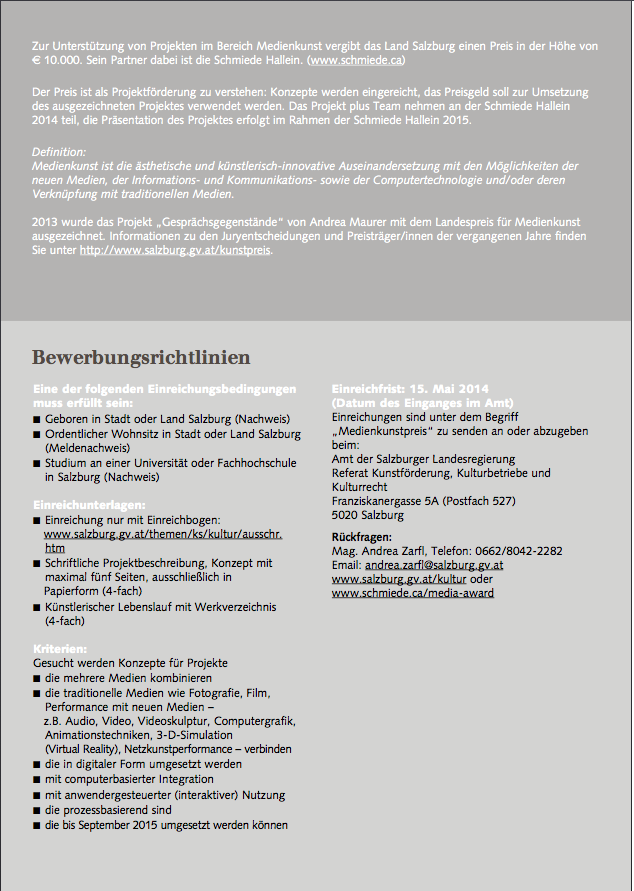 Zur Unterstützung von Projekten im Bereich Medienkunst vergibt das Land Salzburg einen Preis in der Höhe von
€ 10.000. Sein Partner dabei ist die Schmiede Hallein. (www.schmiede.ca)
Der Preis ist als Projektförderung zu verstehen: Konzepte werden eingereicht, das Preisgeld soll zur Umsetzung
des ausgezeichneten Projektes verwendet werden. Das Projekt plus Team nehmen an der Schmiede Hallein
2014 teil, die Präsentation des Projektes erfolgt im Rahmen der Schmiede Hallein 2015.
Definition:
Medienkunst ist die ästhetische und künstlerisch-innovative Auseinandersetzung mit den Möglichkeiten der
neuen Medien, der Informations- und Kommunikations- sowie der Computertechnologie und/oder deren
Verknüpfung mit traditionellen Medien.
2013 wurde das Projekt „Gesprächsgegenstände“ von Andrea Maurer mit dem Landespreis für Medienkunst
ausgezeichnet. Informationen zu den Juryentscheidungen und Preisträger/innen der vergangenen Jahre finden
Sie unter http://www.salzburg.gv.at/kunstpreis.
Bewerbungsrichtlinien
Eine der folgenden Einreichungsbedingungen
muss erfüllt sein:
■ Geboren in Stadt oder Land Salzburg (Nachweis)
■ Ordentlicher Wohnsitz in Stadt oder Land Salzburg
(Meldenachweis)
■ Studium an einer Universität oder Fachhochschule
in Salzburg (Nachweis)
Einreichunterlagen:
■ Einreichung nur mit Einreichbogen:
www.salzburg.gv.at/themen/ks/kultur/ausschr.
htm
■ Schriftliche Projektbeschreibung, Konzept mit
maximal fünf Seiten, ausschließlich in
Papierform (4-fach)
■ Künstlerischer Lebenslauf mit Werkverzeichnis
(4-fach)
Kriterien:
Gesucht werden Konzepte für Projekte
■ die mehrere Medien kombinieren
■ die traditionelle Medien wie Fotografie, Film,
Performance mit neuen Medien –
z.B. Audio, Video, Videoskulptur, Computergrafik,
Animationstechniken, 3-D-Simulation
(Virtual Reality), Netzkunstperformance – verbinden
■ die in digitaler Form umgesetzt werden
■ mit computerbasierter Integration
■ mit anwendergesteuerter (interaktiver) Nutzung
■ die prozessbasierend sind
■ die bis September 2015 umgesetzt werden können
Einreichfrist: 15. Mai 2014
(Datum des Einganges im Amt)
Einreichungen sind unter dem Begriff
„Medienkunstpreis“ zu senden an oder abzugeben
beim:
Amt der Salzburger Landesregierung
Referat Kunstförderung, Kulturbetriebe und
Kulturrecht
Franziskanergasse 5A (Postfach 527)
5020 Salzburg
Rückfragen:
Mag. Andrea Zarfl, Telefon: 0662/8042-2282
Email: andrea.zarfl@salzburg.gv.at
www.salzburg.gv.at/kultur oder
www.schmiede.ca/media-award